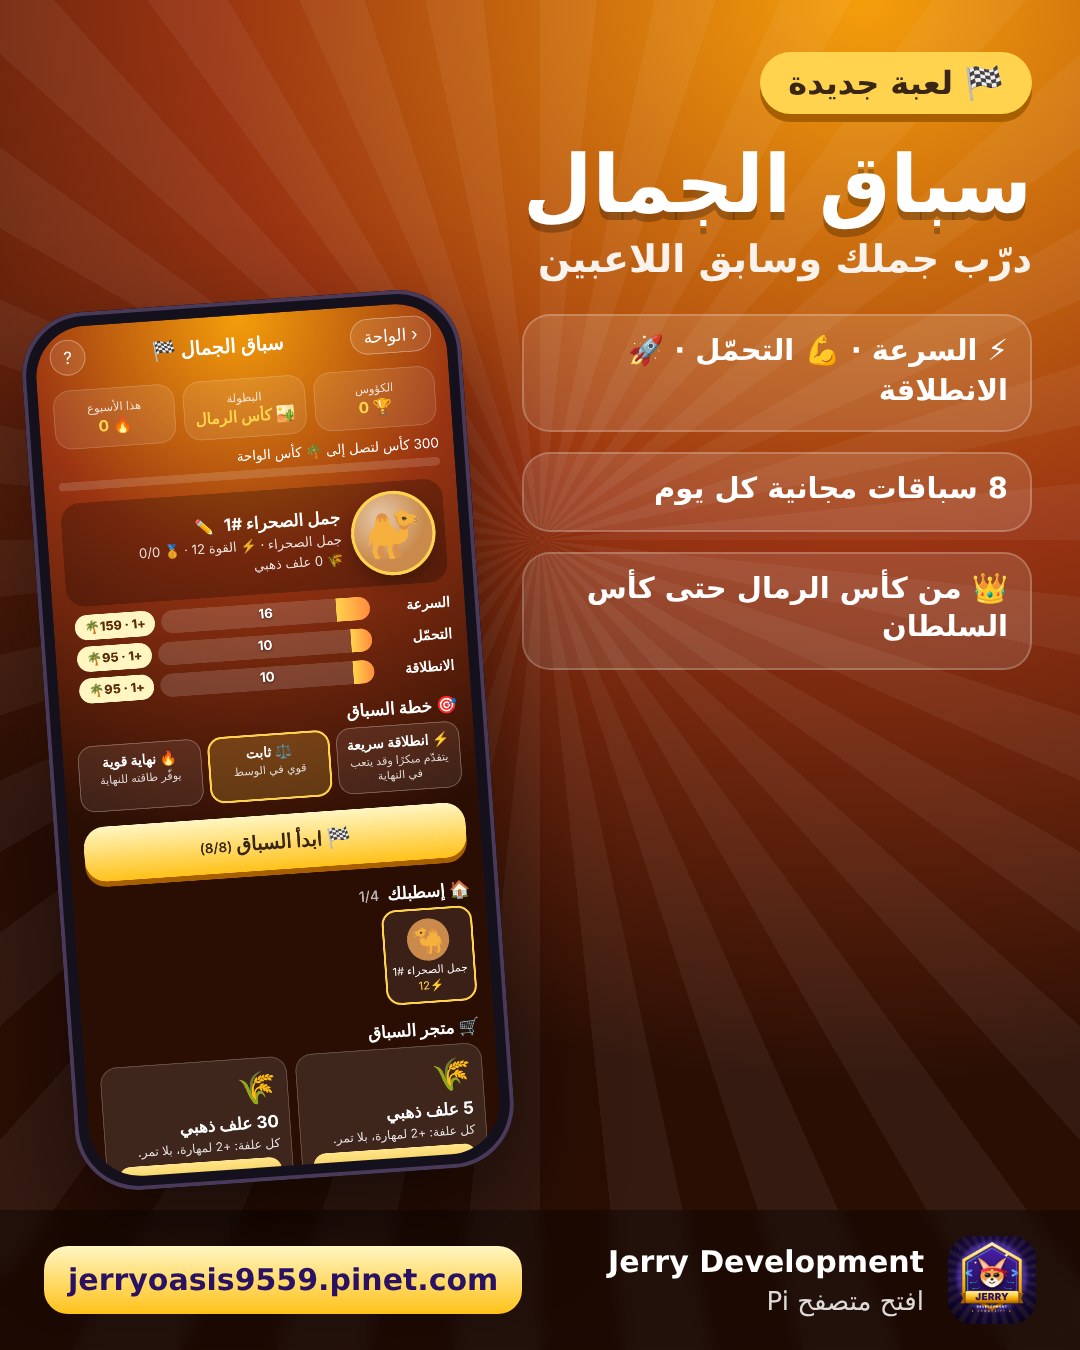 🏁 لعبة جديدة
سباق الجمال
درّب جملك وسابق اللاعبين
⚡ السرعة · 💪 التحمّل · 🚀
الانطلاقة
8 سباقات مجانية كل يوم
👑 من كأس الرمال حتى كأس
السلطان
‹ الواحة
سباق الجمال 🏁
?
الكؤوس
🏆 0
البطولة
🏜️ كأس الرمال
هذا الأسبوع
🔥 0
300 كأس لتصل إلى 🌴 كأس الواحة
جمل الصحراء #1 ✏️
جمل الصحراء · ⚡ القوة 12 · 🏅 0/0
🌾 0 علف ذهبي
السرعة 16 +1 · 159🌴
التحمّل 10 +1 · 95🌴
الانطلاقة 10 +1 · 95🌴
🎯 خطة السباق
⚡ انطلاقة سريعة
يتقدّم مبكرًا وقد يتعب
في النهاية
⚖️ ثابت
قوي في الوسط
🔥 نهاية قوية
يوفّر طاقته للنهاية
🏁 ابدأ السباق (8/8)
🏠 إسطبلك 1/4
جمل الصحراء #1
⚡12
🛒 متجر السباق
5 علف ذهبي
كل علفة: +2 لمهارة، بلا تمر.
30 علف ذهبي
كل علفة: +2 لمهارة، بلا تمر.
Jerry Development
افتح متصفح Pi
JERRY
jerryoasis9559.pinet.com